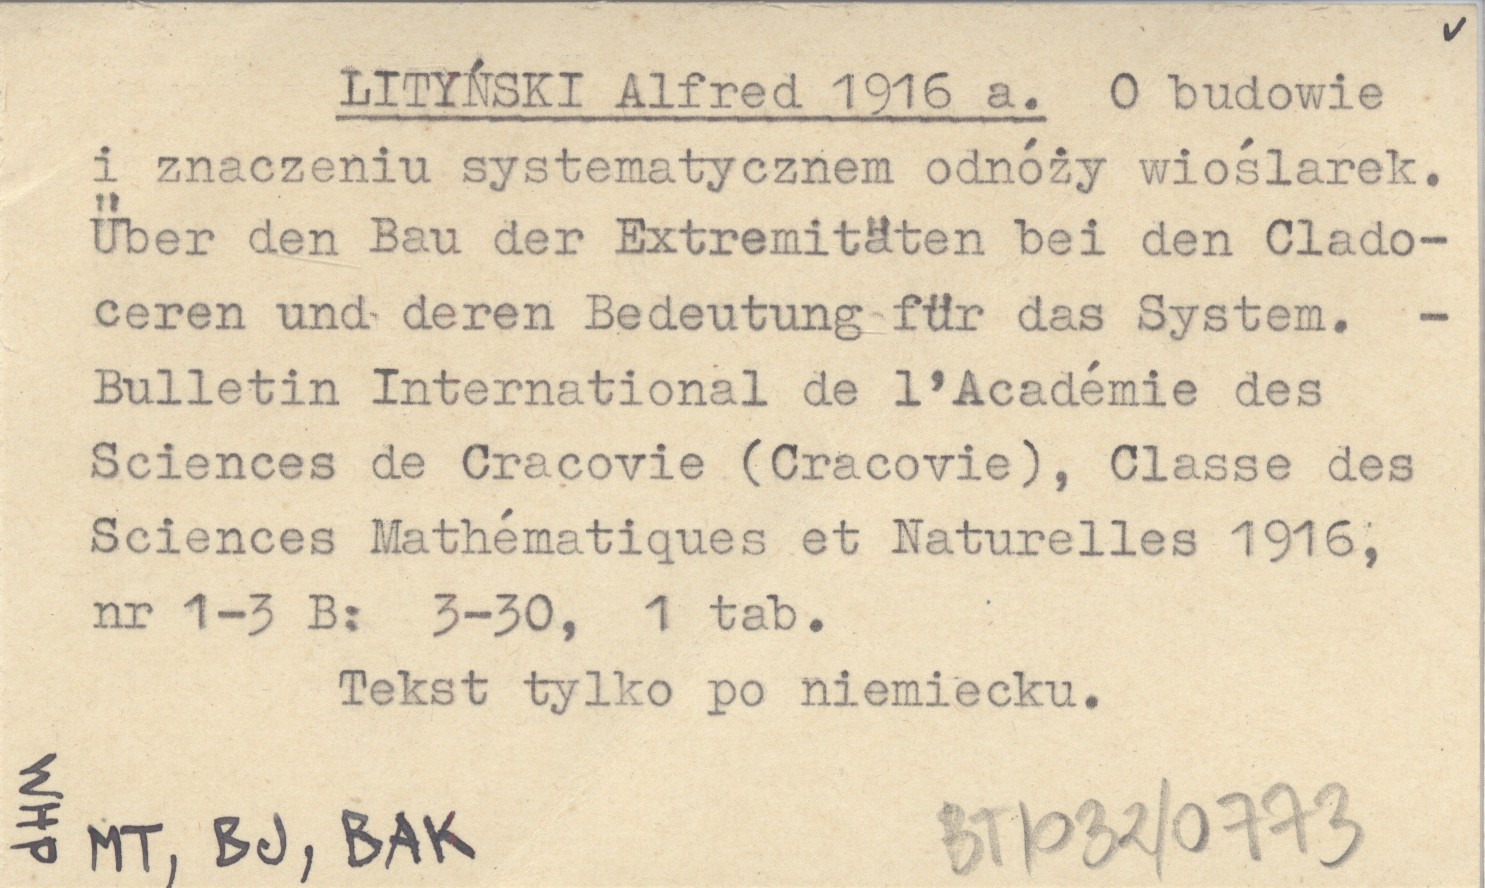 LITYŃSKI Alfred 1916 a. O budowie
i znaczeniu systematycznem odnóży wioślarek.
Über den Bau der Extremitäten bei den Clado-
ceren und deren Bedeutung für das System. -
Bulletin International de l'Académie des
Sciences de Cracovie (Cracovie), Classe des
Sciences Mathématiques et Naturelles 1916,
nr 1-3 B: 3-30, 1 tab.
Tekst tylko po niemiecku.
WHP
MT, BJ, BAK
BT/032/0773